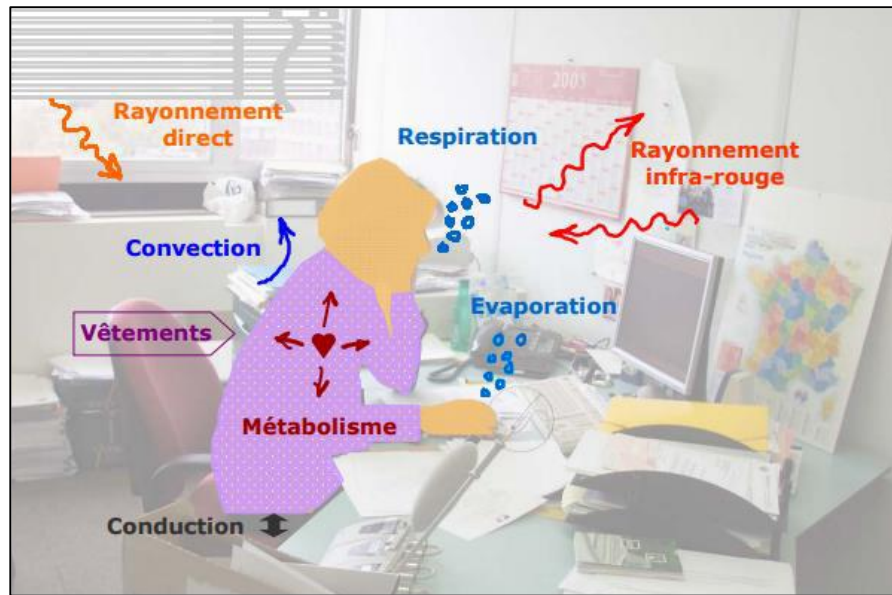 2003
Rayonnement
direct
Respiration
Rayonnement
infra-rouge
Convection
Evaporation
Vêtements
Métabolisme
Conduction